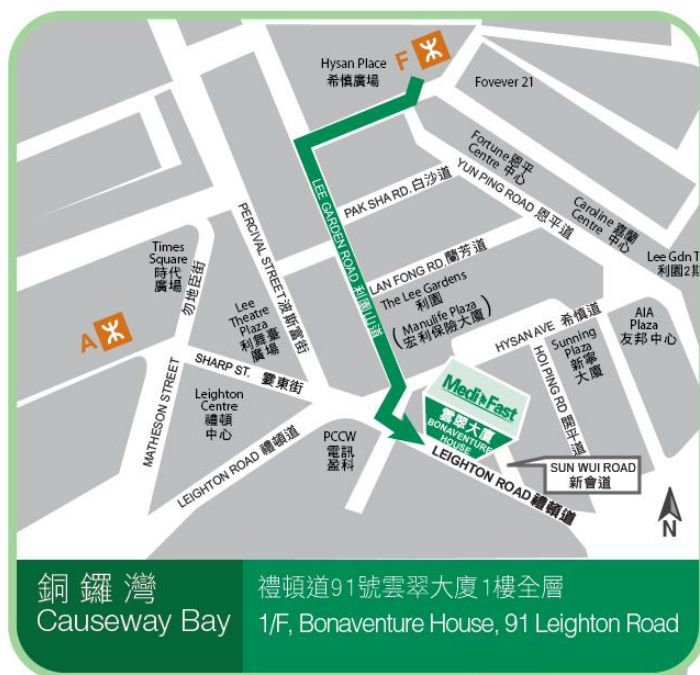 Hysan Place
希慎廣場
F
Fovever 21
Fortune 恩平
Centre 中心
YUN PING ROAD 恩平道
Caroline 嘉蘭
Centre 中心
PAK SHA RD. 白沙道
LEE GARDEN ROAD 利園山道
PERCIVAL STREET 波斯富街
Times
Square
時代
廣場
勿地臣街
Lee
Theatre
Plaza
利舞臺
廣場
LAN FONG RD. 蘭芳道
The Lee Gardens
利園
( Manulife Plaza
宏利保險大廈 )
HYSAN AVE 希慎道
Lee Gdn T
利園2期
AIA
Plaza
友邦中心
Sunning
Plaza
新寧
大廈
HOI PING RD 開平道
A
SHARP ST. 霎東街
MATHESON STREET
Leighton
Centre
禮頓
中心
LEIGHTON ROAD 禮頓道
PCCW
電訊
盈科
Medi Fast
雲翠大廈
BONAVENTURE
HOUSE
LEIGHTON ROAD 禮頓道
SUN WUI ROAD
新會道
N
銅鑼灣
Causeway Bay
禮頓道91號雲翠大廈1樓全層
1/F, Bonaventure House, 91 Leighton Road